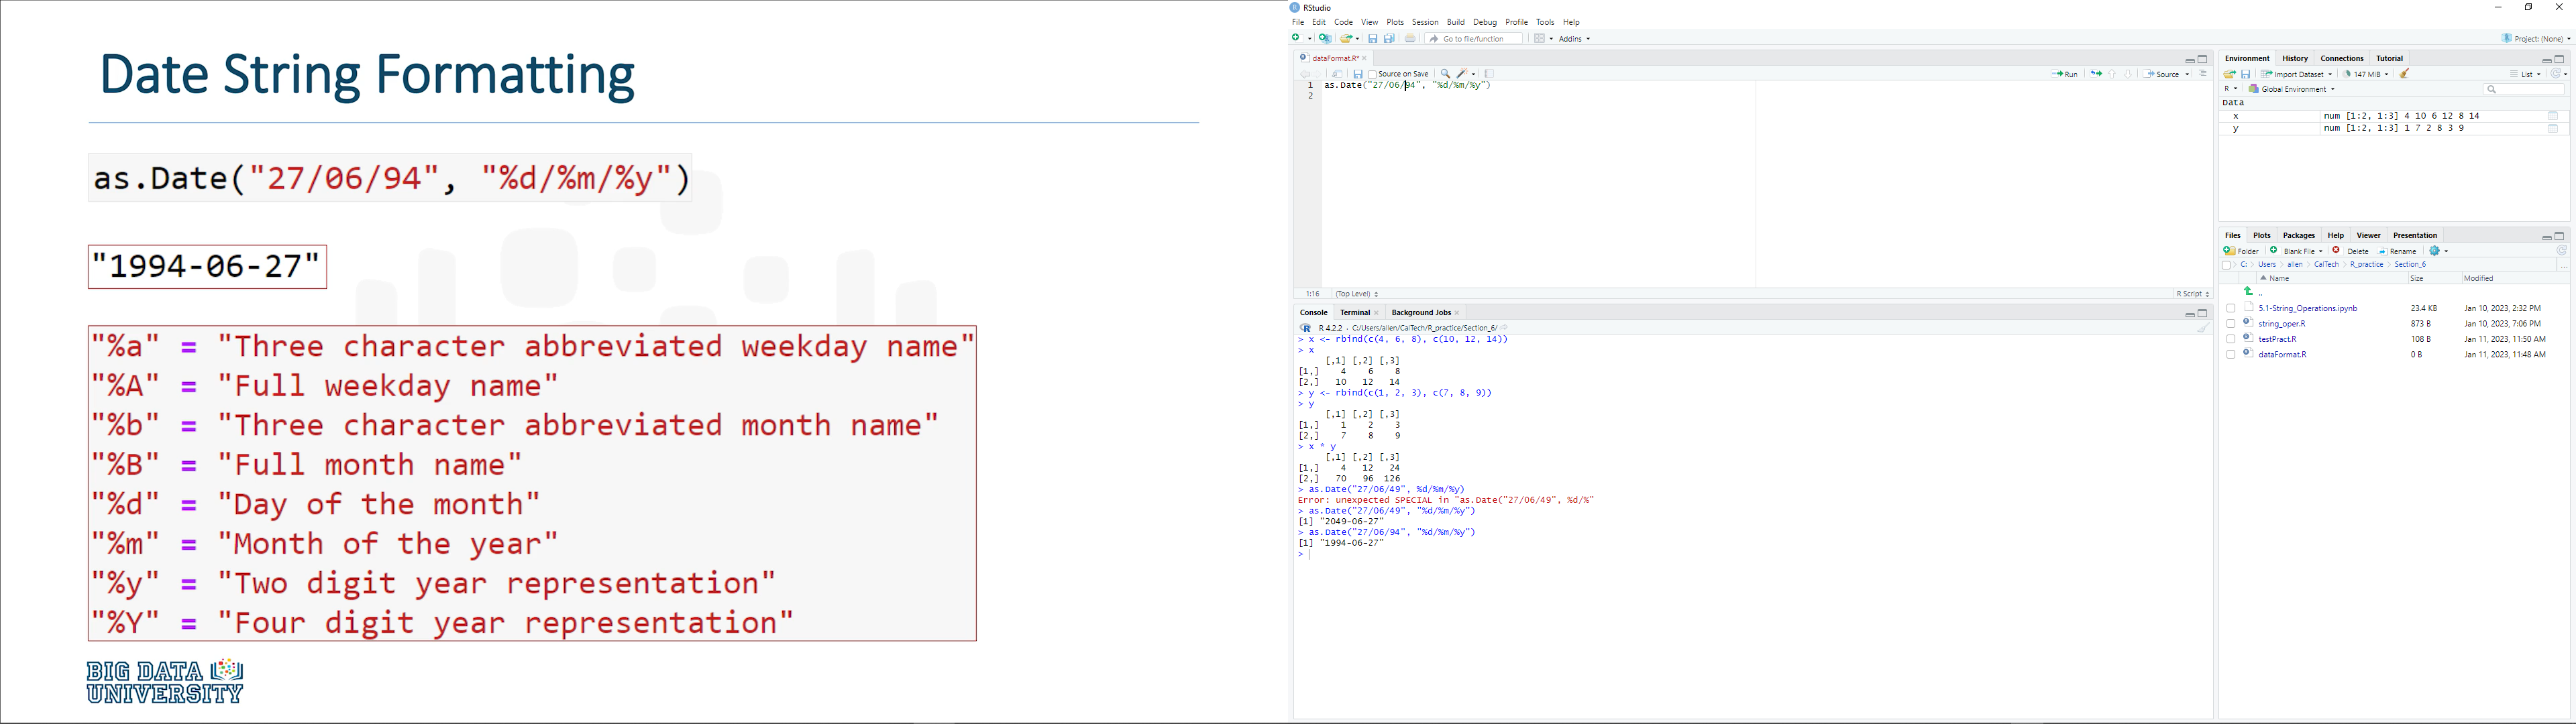 Date String Formatting
as.Date("27/06/94", "%d/%m/%y")
"1994-06-27"
"%a" = "Three character abbreviated weekday name"
"%A" = "Full weekday name"
"%b" = "Three character abbreviated month name"
"%B" = "Full month name"
"%d" = "Day of the month"
"%m" = "Month of the year"
"%y" = "Two digit year representation"
"%Y" = "Four digit year representation"
BIG DATA
UNIVERSITY
RStudio
File Edit Code View Plots Session Build Debug Profile Tools Help
Go to file/function Addins
Project: (None)
dataFormat.R*
Source on Save Run Source
1 as.Date("27/06/94", "%d/%m/%y")
2
1:16 (Top Level) R Script
Console Terminal Background Jobs
R 4.2.2 · C:/Users/allen/CalTech/R_practice/Section_6/
> x <- rbind(c(4, 6, 8), c(10, 12, 14))
> x
[,1] [,2] [,3]
[1,] 4 6 8
[2,] 10 12 14
> y <- rbind(c(1, 2, 3), c(7, 8, 9))
> y
[,1] [,2] [,3]
[1,] 1 2 3
[2,] 7 8 9
> x * y
[,1] [,2] [,3]
[1,] 4 12 24
[2,] 70 96 126
> as.Date("27/06/49", %d/%m/%y)
Error: unexpected SPECIAL in "as.Date("27/06/49", %d/%"
> as.Date("27/06/49", "%d/%m/%y")
[1] "2049-06-27"
> as.Date("27/06/94", "%d/%m/%y")
[1] "1994-06-27"
>
Environment History Connections Tutorial
Import Dataset 147 MiB List
R Global Environment
Data
x num [1:2, 1:3] 4 10 6 12 8 14
y num [1:2, 1:3] 1 7 2 8 3 9
Files Plots Packages Help Viewer Presentation
Folder Blank File Delete Rename
C: Users allen CalTech R_practice Section_6
Name Size Modified
..
5.1-String_Operations.ipynb 23.4 KB Jan 10, 2023, 2:32 PM
string_oper.R 873 B Jan 10, 2023, 7:06 PM
testPract.R 108 B Jan 11, 2023, 11:50 AM
dataFormat.R 0 B Jan 11, 2023, 11:48 AM